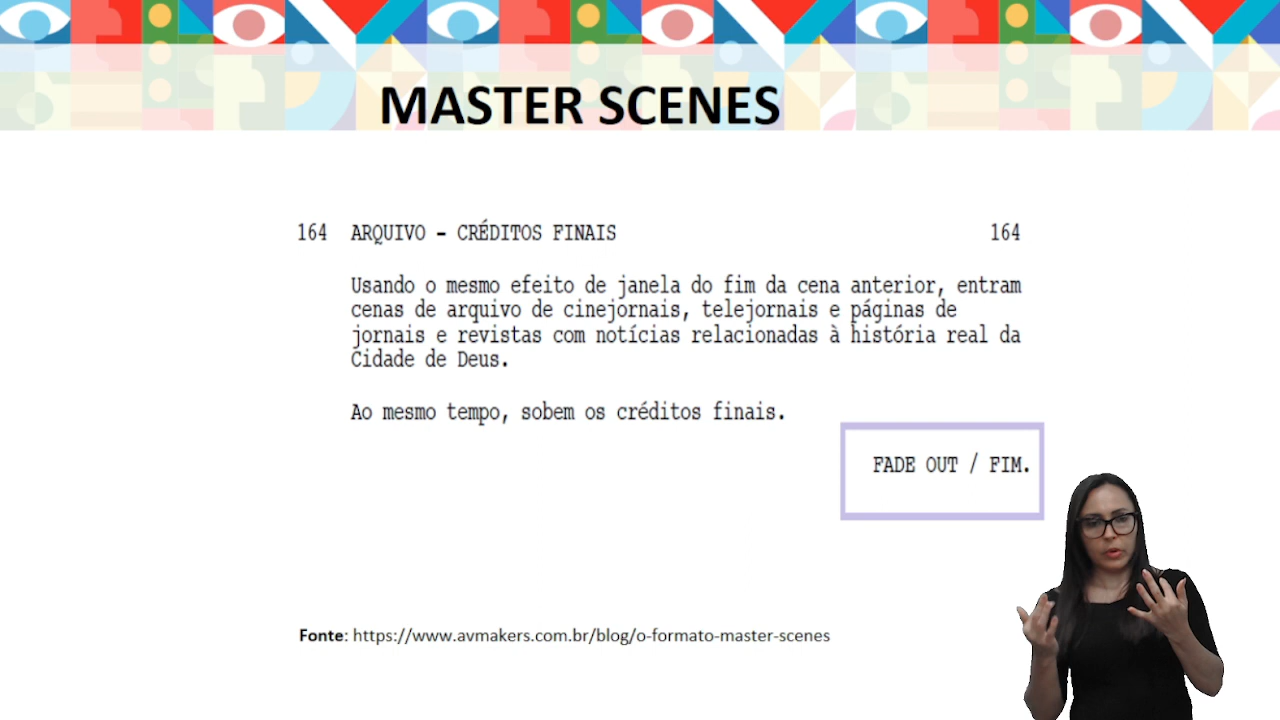 MASTER SCENES
164 ARQUIVO - CRÉDITOS FINAIS 164
Usando o mesmo efeito de janela do fim da cena anterior, entram
cenas de arquivo de cinejornais, telejornais e páginas de
jornais e revistas com notícias relacionadas à história real da
Cidade de Deus.
Ao mesmo tempo, sobem os créditos finais.
FADE OUT / FIM.
Fonte: https://www.avmakers.com.br/blog/o-formato-master-scenes